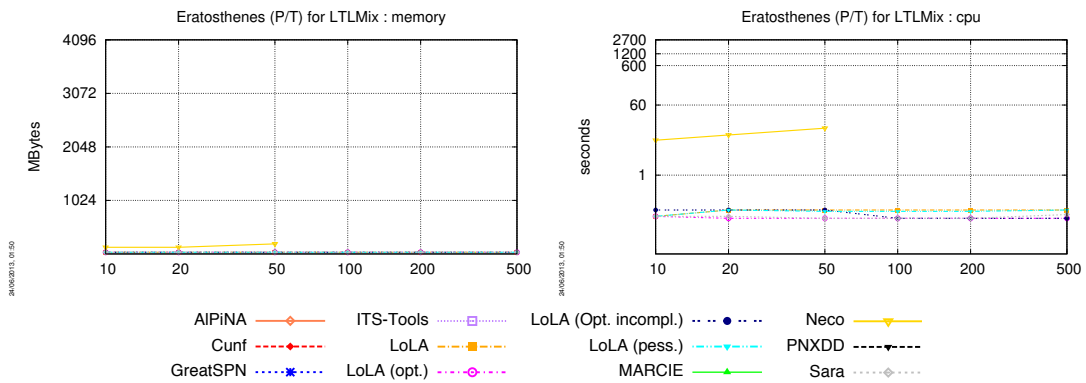 Eratosthenes (P/T) for LTLMix : memory
4096
3072
2048
1024
MBytes
10 20 50 100 200 500
24/06/2013, 01:50
Eratosthenes (P/T) for LTLMix : cpu
2700
1200
600
60
1
seconds
10 20 50 100 200 500
24/06/2013, 01:50
AlPiNA
Cunf
GreatSPN
ITS-Tools
LoLA
LoLA (opt.)
LoLA (Opt. incompl.)
LoLA (pess.)
MARCIE
Neco
PNXDD
Sara